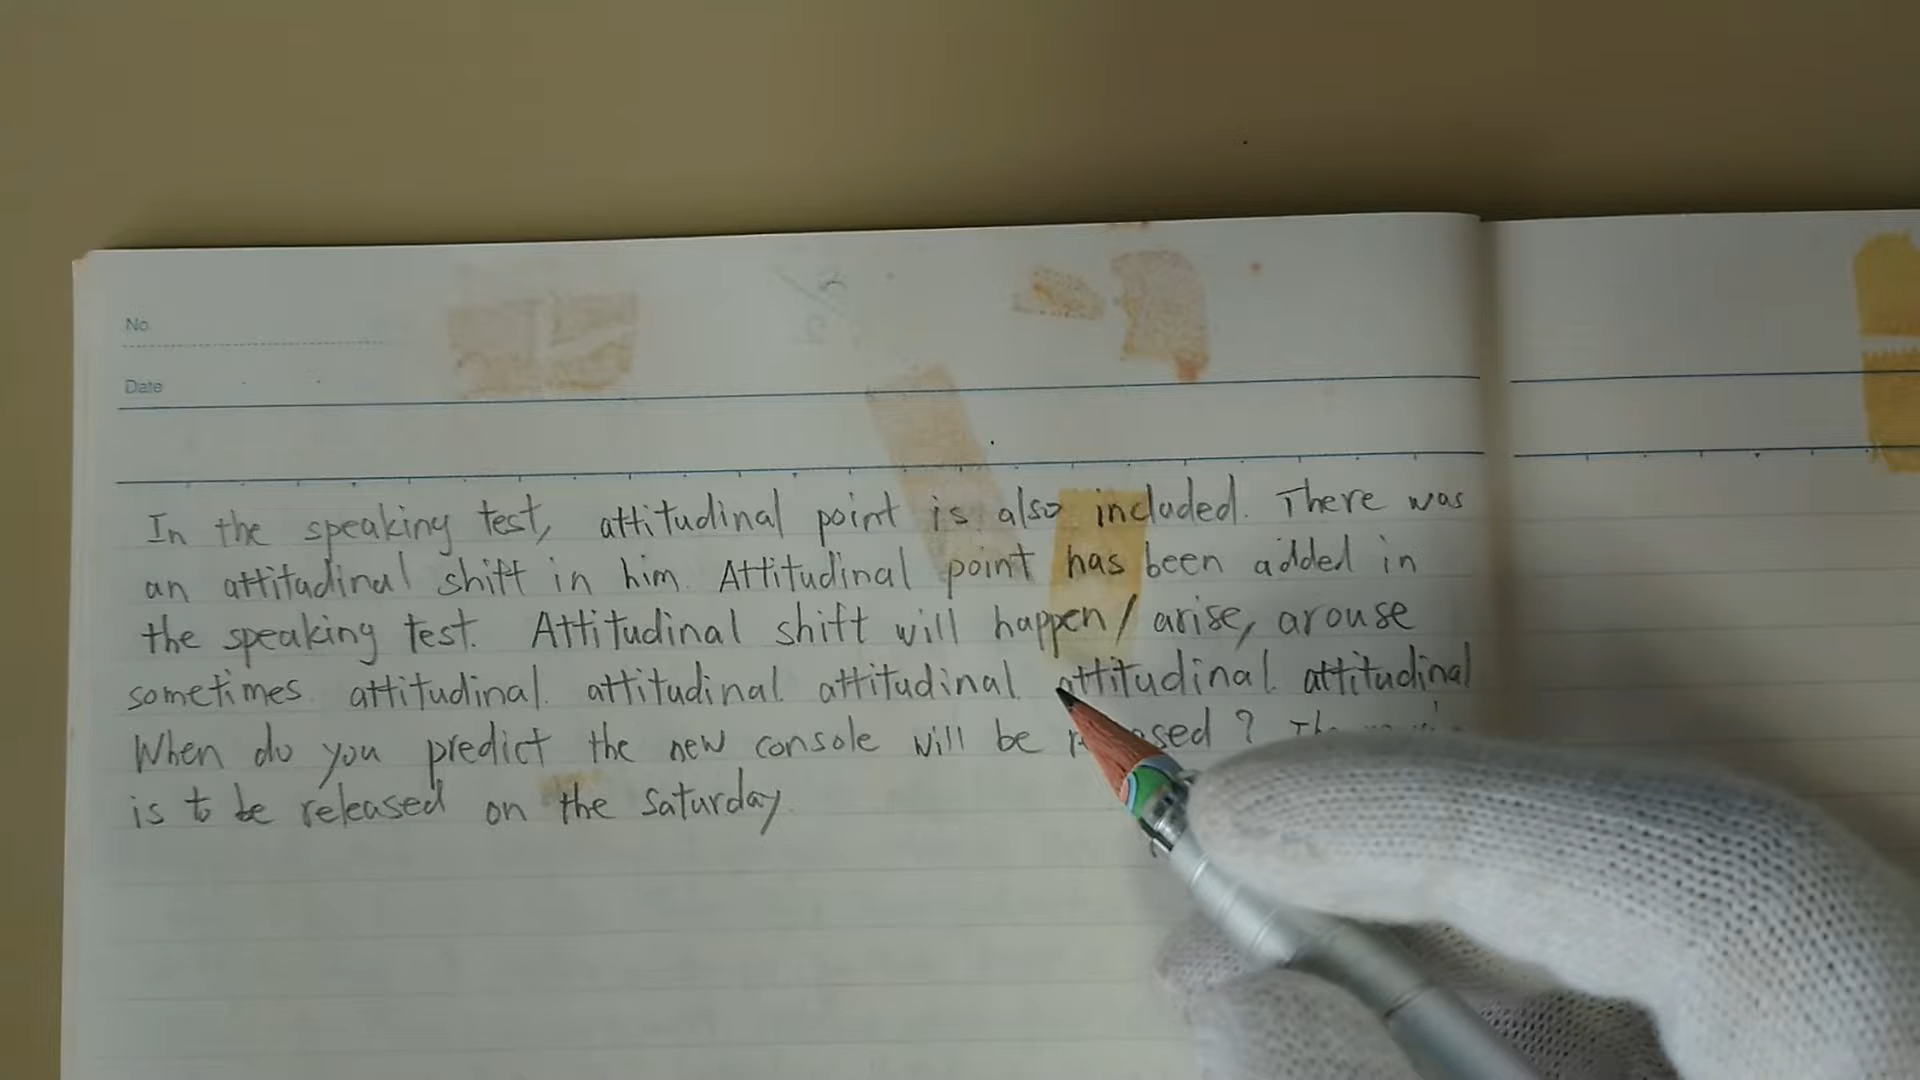 No.
Date
In the speaking test, attitudinal point is also included. There was
an attitudinal shift in him. Attitudinal point has been added in
the speaking test. Attitudinal shift will happen / arise, arouse
sometimes. attitudinal. attitudinal. attitudinal attitudinal. attitudinal
When do you predict the new console will be ? The
is to be released on the Saturday.